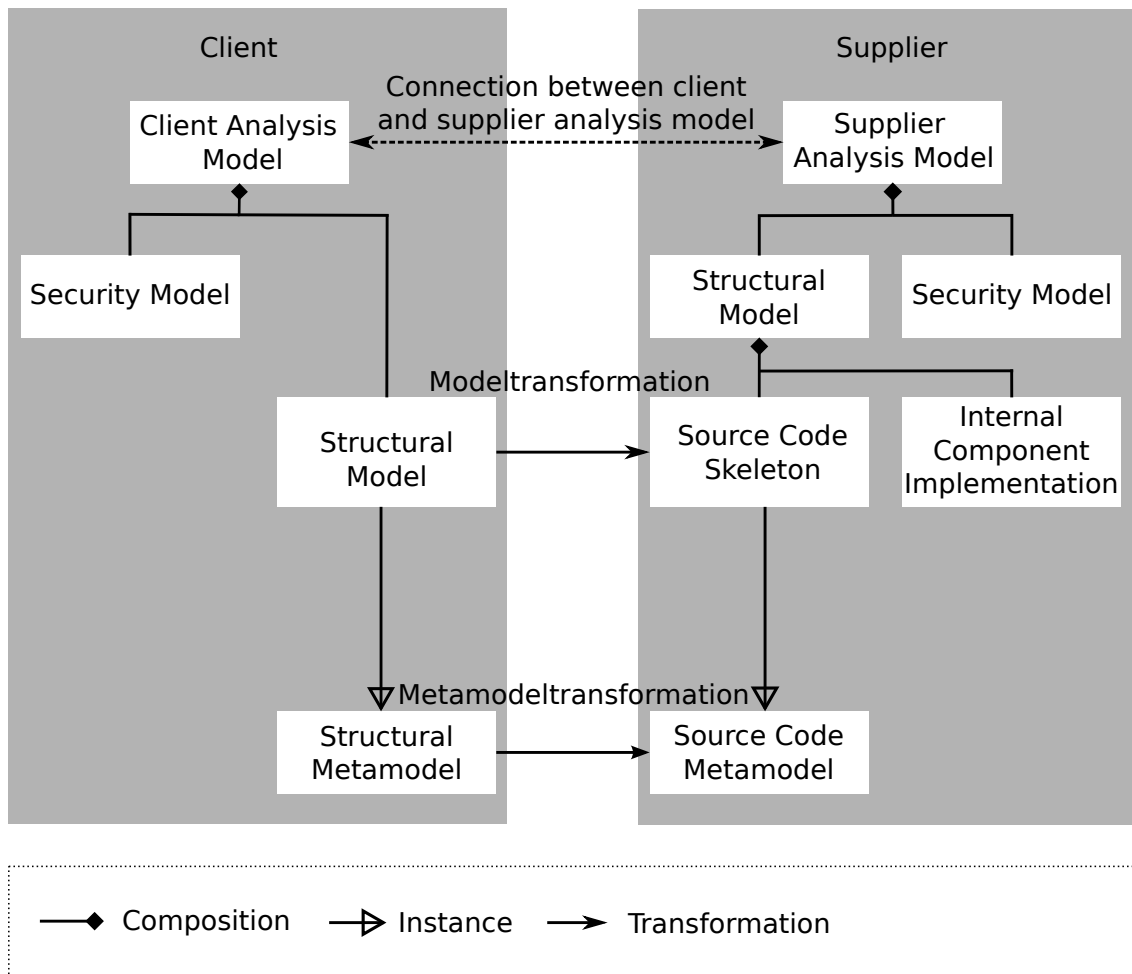 Client
Supplier
Connection between client
and supplier analysis model
Client Analysis
Model
Supplier
Analysis Model
Security Model
Structural
Model
Security Model
Modeltransformation
Structural
Model
Source Code
Skeleton
Internal
Component
Implementation
Metamodeltransformation
Structural
Metamodel
Source Code
Metamodel
Composition
Instance
Transformation